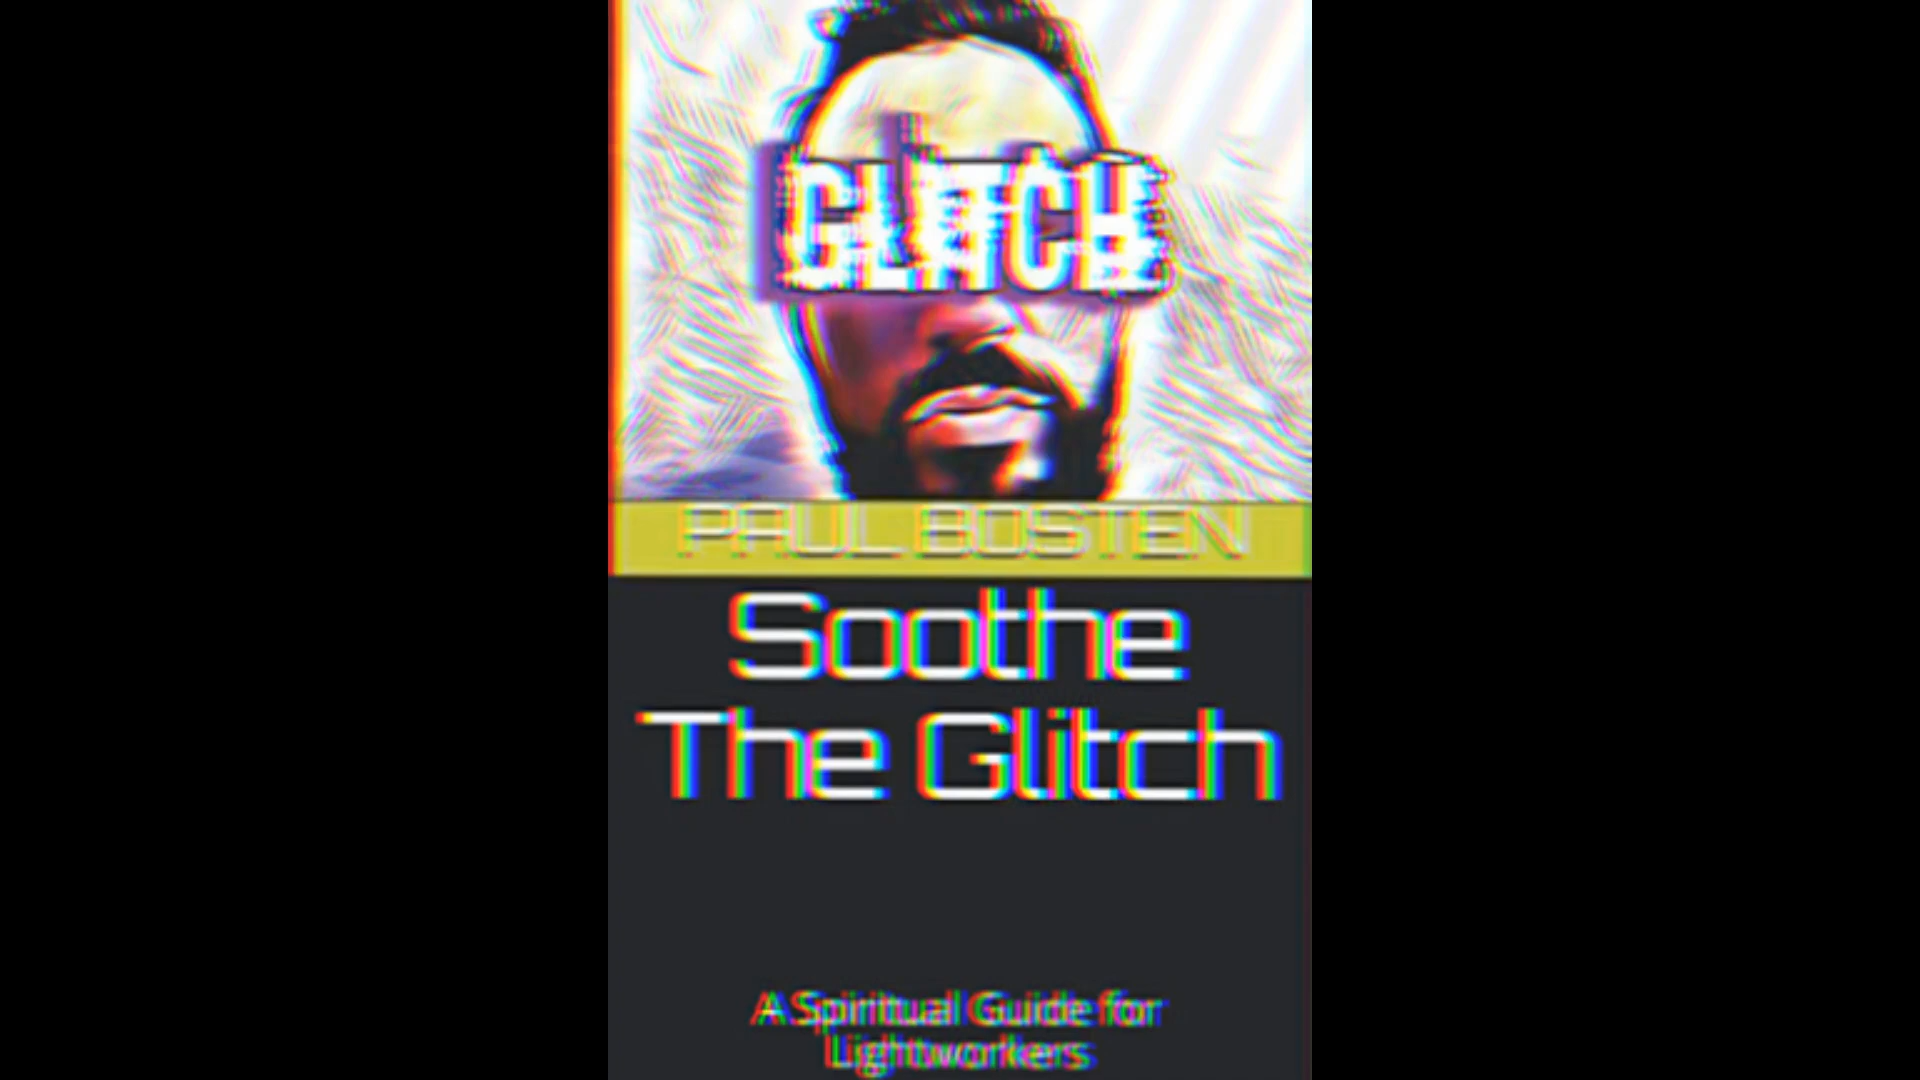 GLITCH
PAUL BOSTEN
Soothe
The Glitch
A Spiritual Guide for
Lightworkers